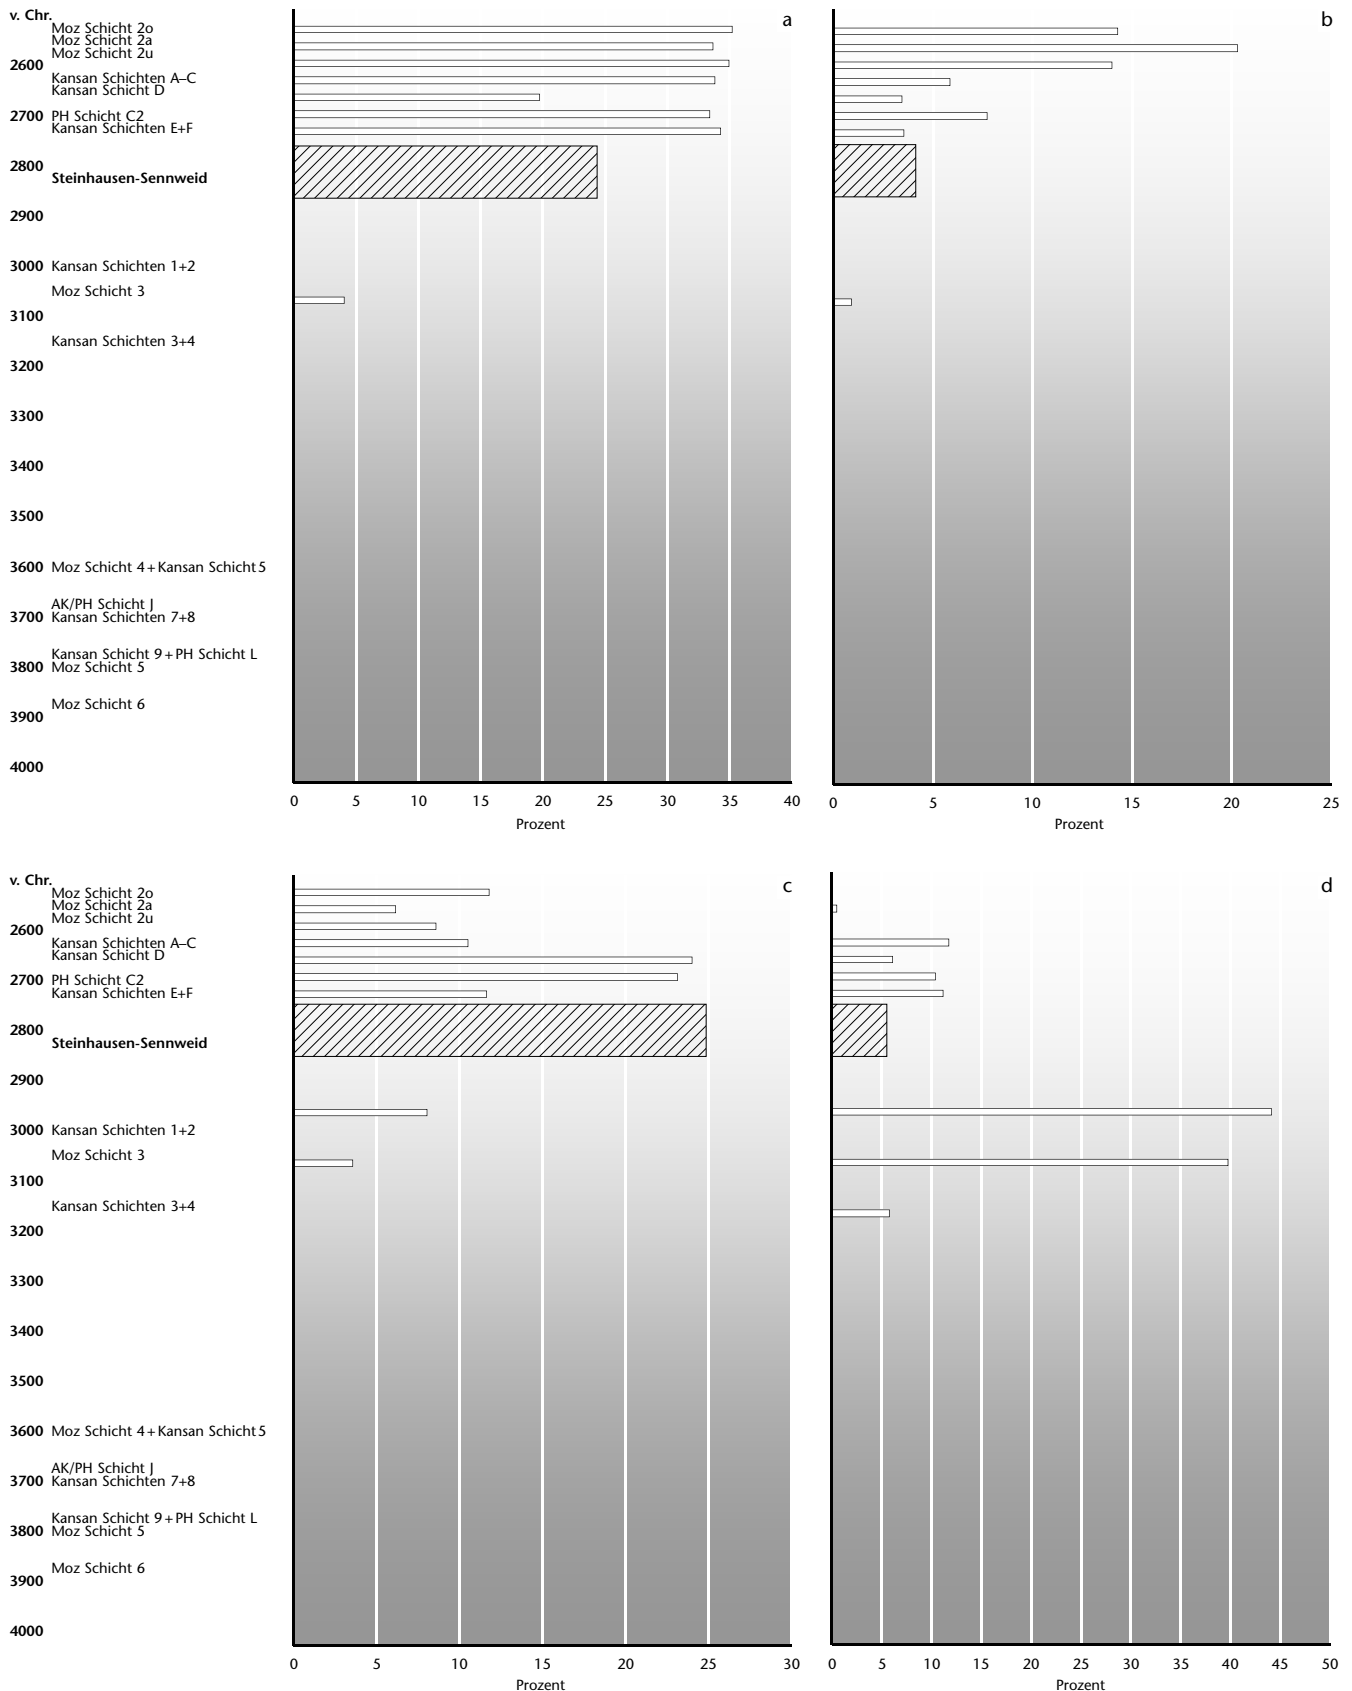 v. Chr.
Moz Schicht 2o
Moz Schicht 2a
Moz Schicht 2u
2600
Kansan Schichten A–C
Kansan Schicht D
2700 PH Schicht C2
Kansan Schichten E+F
2800
Steinhausen-Sennweid
2900
3000 Kansan Schichten 1+2
Moz Schicht 3
3100
Kansan Schichten 3+4
3200
3300
3400
3500
3600 Moz Schicht 4+Kansan Schicht 5
AK/PH Schicht J
3700 Kansan Schichten 7+8
Kansan Schicht 9+PH Schicht L
3800 Moz Schicht 5
Moz Schicht 6
3900
4000
a
0 5 10 15 20 25 30 35 40
Prozent
b
0 5 10 15 20 25
Prozent
v. Chr.
Moz Schicht 2o
Moz Schicht 2a
Moz Schicht 2u
2600
Kansan Schichten A–C
Kansan Schicht D
2700 PH Schicht C2
Kansan Schichten E+F
2800
Steinhausen-Sennweid
2900
3000 Kansan Schichten 1+2
Moz Schicht 3
3100
Kansan Schichten 3+4
3200
3300
3400
3500
3600 Moz Schicht 4+Kansan Schicht 5
AK/PH Schicht J
3700 Kansan Schichten 7+8
Kansan Schicht 9+PH Schicht L
3800 Moz Schicht 5
Moz Schicht 6
3900
4000
c
0 5 10 15 20 25 30
Prozent
d
0 5 10 15 20 25 30 35 40 45 50
Prozent